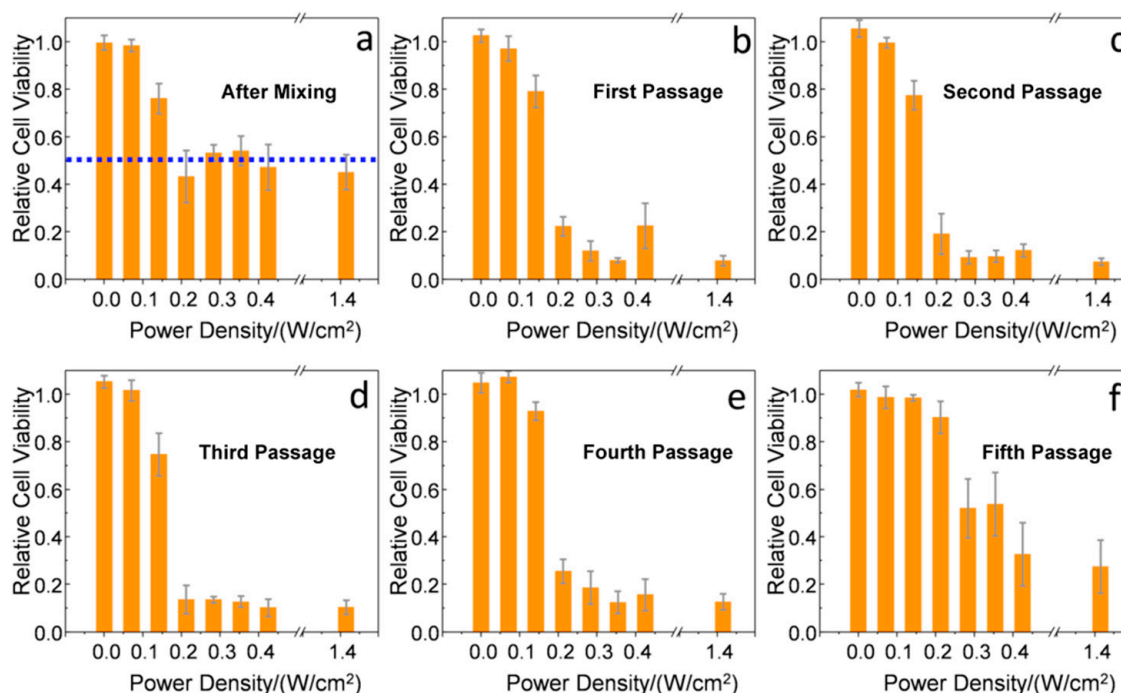 Relative Cell Viability
1.0
0.8
0.6
0.4
0.2
0.0
a
After Mixing
0.0 0.1 0.2 0.3 0.4 1.4
Power Density/(W/cm²)
Relative Cell Viability
1.0
0.8
0.6
0.4
0.2
0.0
b
First Passage
0.0 0.1 0.2 0.3 0.4 1.4
Power Density/(W/cm²)
Relative Cell Viability
1.0
0.8
0.6
0.4
0.2
0.0
c
Second Passage
0.0 0.1 0.2 0.3 0.4 1.4
Power Density/(W/cm²)
Relative Cell Viability
1.0
0.8
0.6
0.4
0.2
0.0
d
Third Passage
0.0 0.1 0.2 0.3 0.4 1.4
Power Density/(W/cm²)
Relative Cell Viability
1.0
0.8
0.6
0.4
0.2
0.0
e
Fourth Passage
0.0 0.1 0.2 0.3 0.4 1.4
Power Density/(W/cm²)
Relative Cell Viability
1.0
0.8
0.6
0.4
0.2
0.0
f
Fifth Passage
0.0 0.1 0.2 0.3 0.4 1.4
Power Density/(W/cm²)